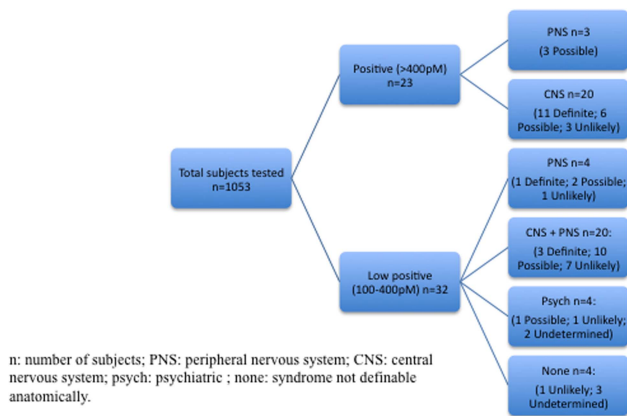 PNS n=3
(3 Possible)
Positive (>400pM)
n=23
CNS n=20
(11 Definite; 6
Possible; 3 Unlikely)
Total subjects tested
n=1053
PNS n=4
(1 Definite; 2 Possible;
1 Unlikely)
CNS + PNS n=20:
(3 Definite; 10
Possible; 7 Unlikely)
Low positive
(100-400pM) n=32
Psych n=4:
(1 Possible; 1 Unlikely;
2 Undetermined)
None n=4:
(1 Unlikely; 3
Undetermined)
n: number of subjects; PNS: peripheral nervous system; CNS: central
nervous system; psych: psychiatric ; none: syndrome not definable
anatomically.